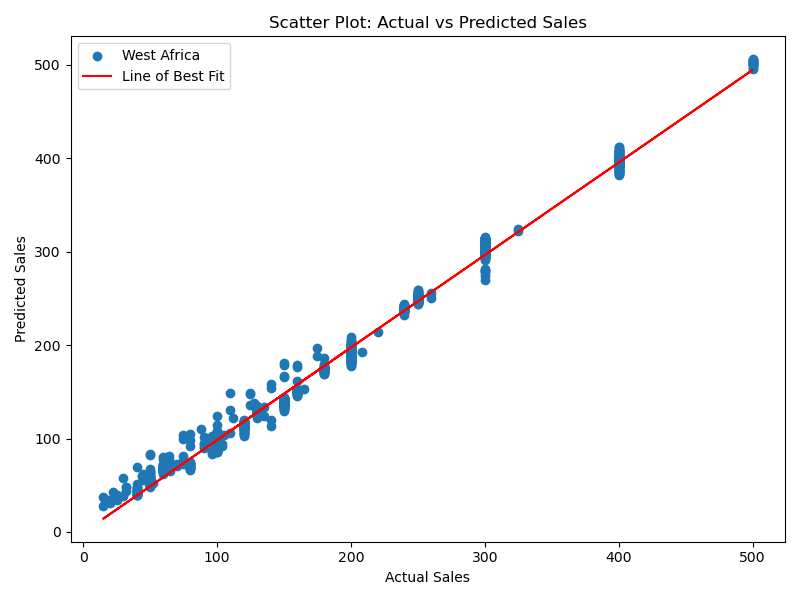 Scatter Plot: Actual vs Predicted Sales
West Africa
Line of Best Fit
Predicted Sales
500
400
300
200
100
0
0 100 200 300 400 500
Actual Sales